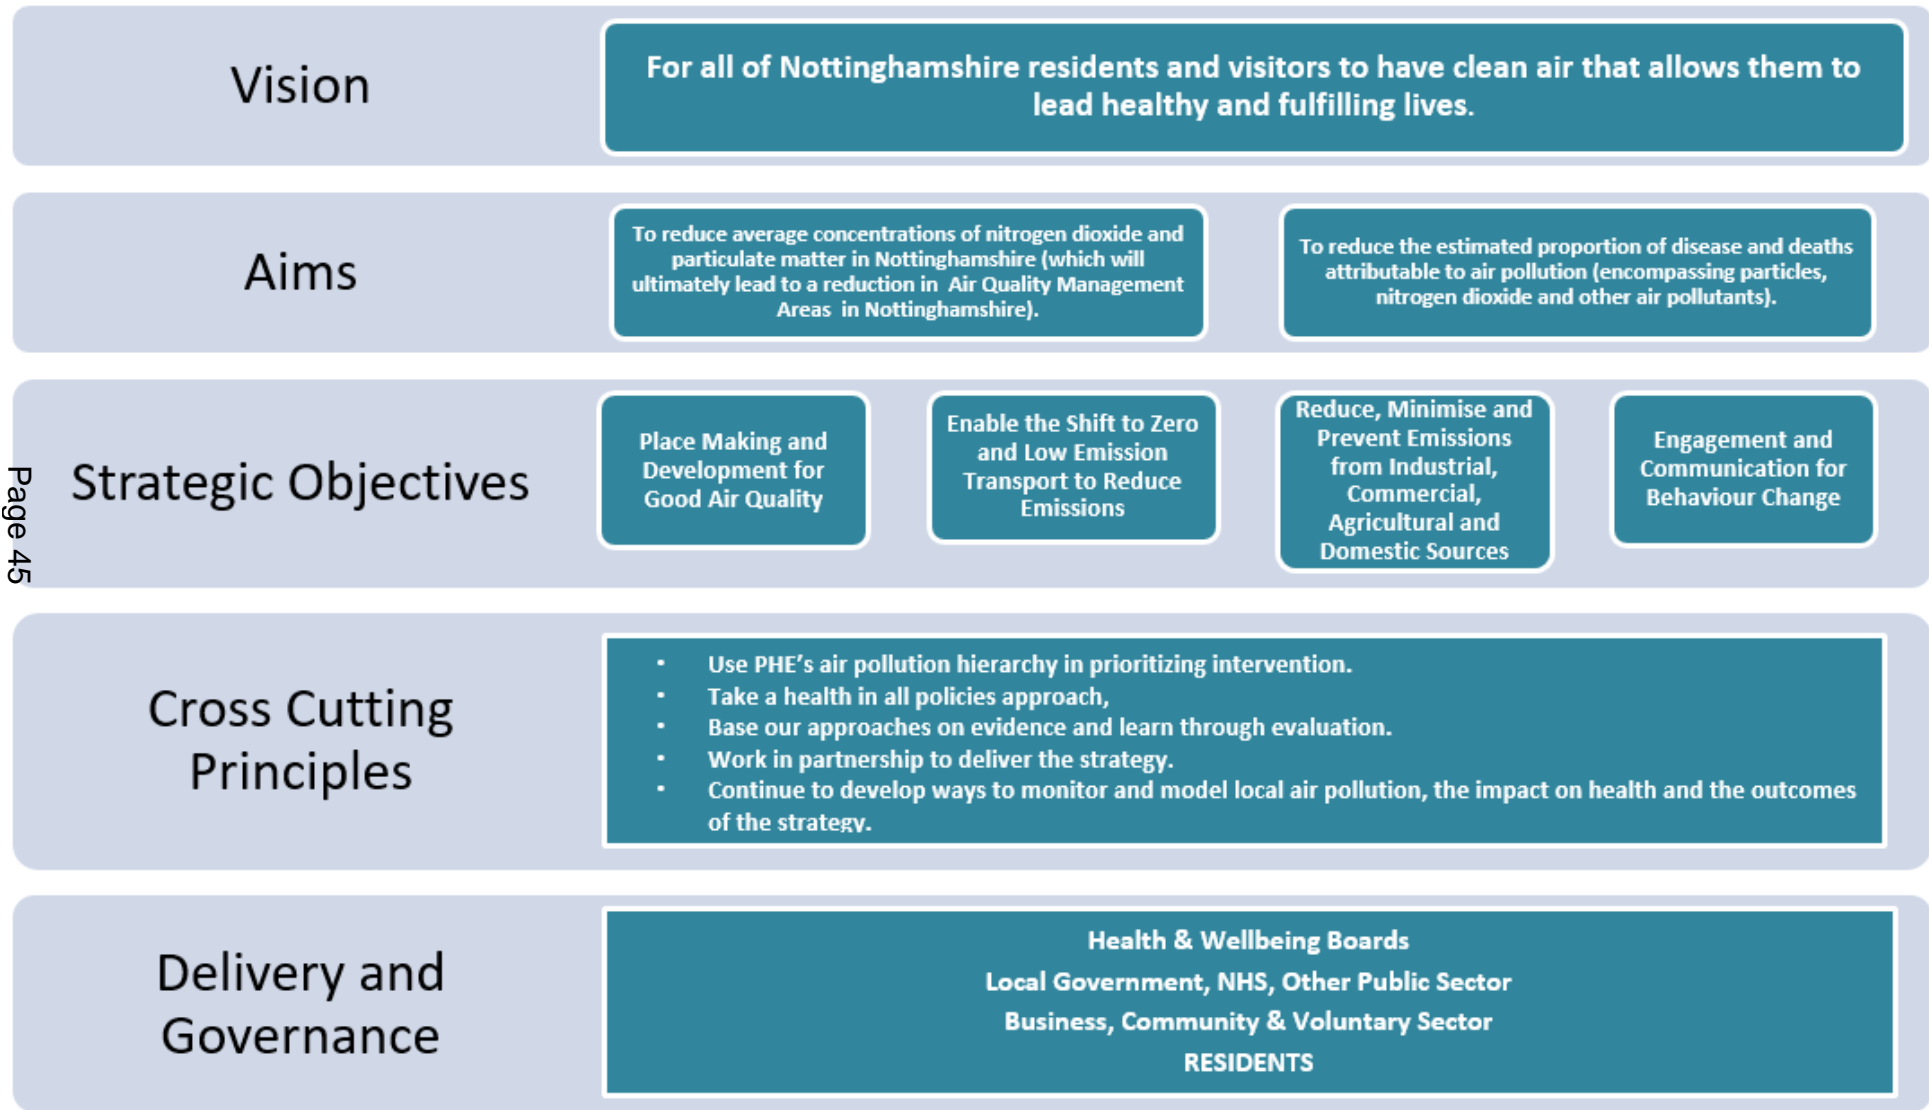 Vision
For all of Nottinghamshire residents and visitors to have clean air that allows them to
lead healthy and fulfilling lives.
Aims
To reduce average concentrations of nitrogen dioxide and
particulate matter in Nottinghamshire (which will
ultimately lead to a reduction in Air Quality Management
Areas in Nottinghamshire).
To reduce the estimated proportion of disease and deaths
attributable to air pollution (encompassing particles,
nitrogen dioxide and other air pollutants).
Page 45
Strategic Objectives
Place Making and
Development for
Good Air Quality
Enable the Shift to Zero
and Low Emission
Transport to Reduce
Emissions
Reduce, Minimise and
Prevent Emissions
from Industrial,
Commercial,
Agricultural and
Domestic Sources
Engagement and
Communication for
Behaviour Change
Cross Cutting
Principles
• Use PHE’s air pollution hierarchy in prioritizing intervention.
• Take a health in all policies approach,
• Base our approaches on evidence and learn through evaluation.
• Work in partnership to deliver the strategy.
• Continue to develop ways to monitor and model local air pollution, the impact on health and the outcomes
of the strategy.
Delivery and
Governance
Health & Wellbeing Boards
Local Government, NHS, Other Public Sector
Business, Community & Voluntary Sector
RESIDENTS